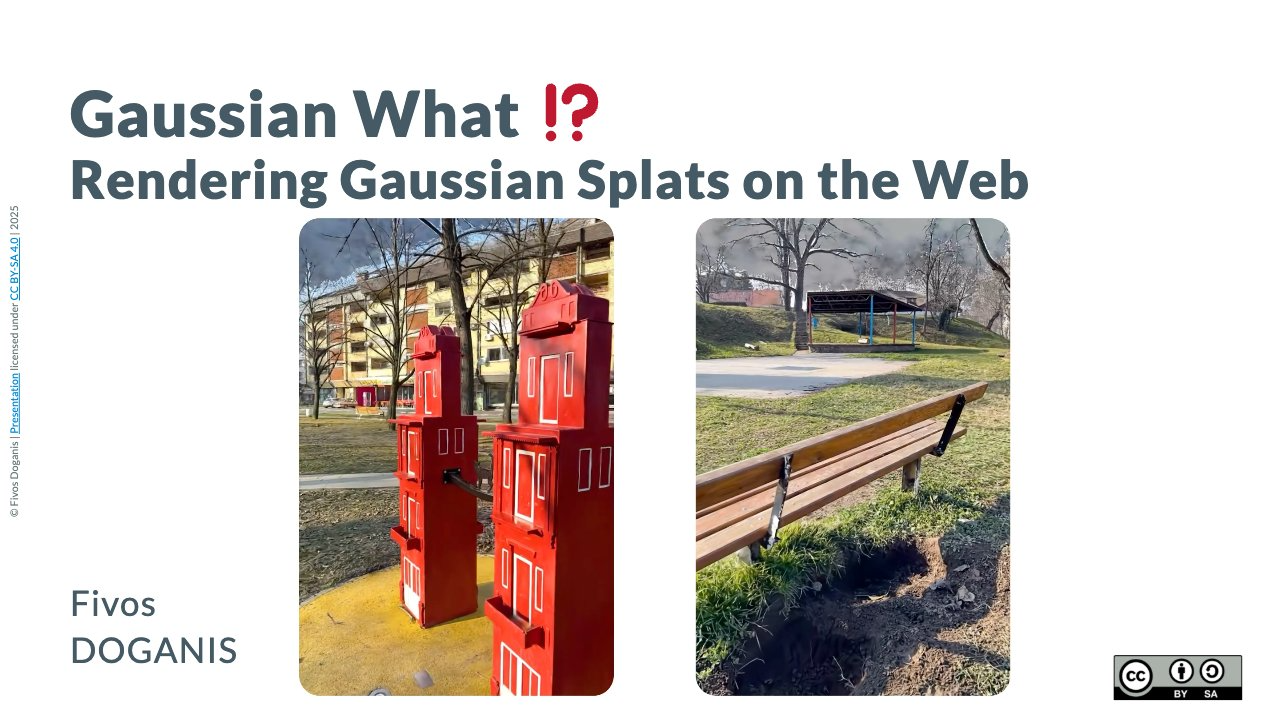 Gaussian What ⁉
Rendering Gaussian Splats on the Web
© Fivos Doganis | Presentation licensed under CC BY-SA 4.0 | 2025
Fivos
DOGANIS
cc
BY SA